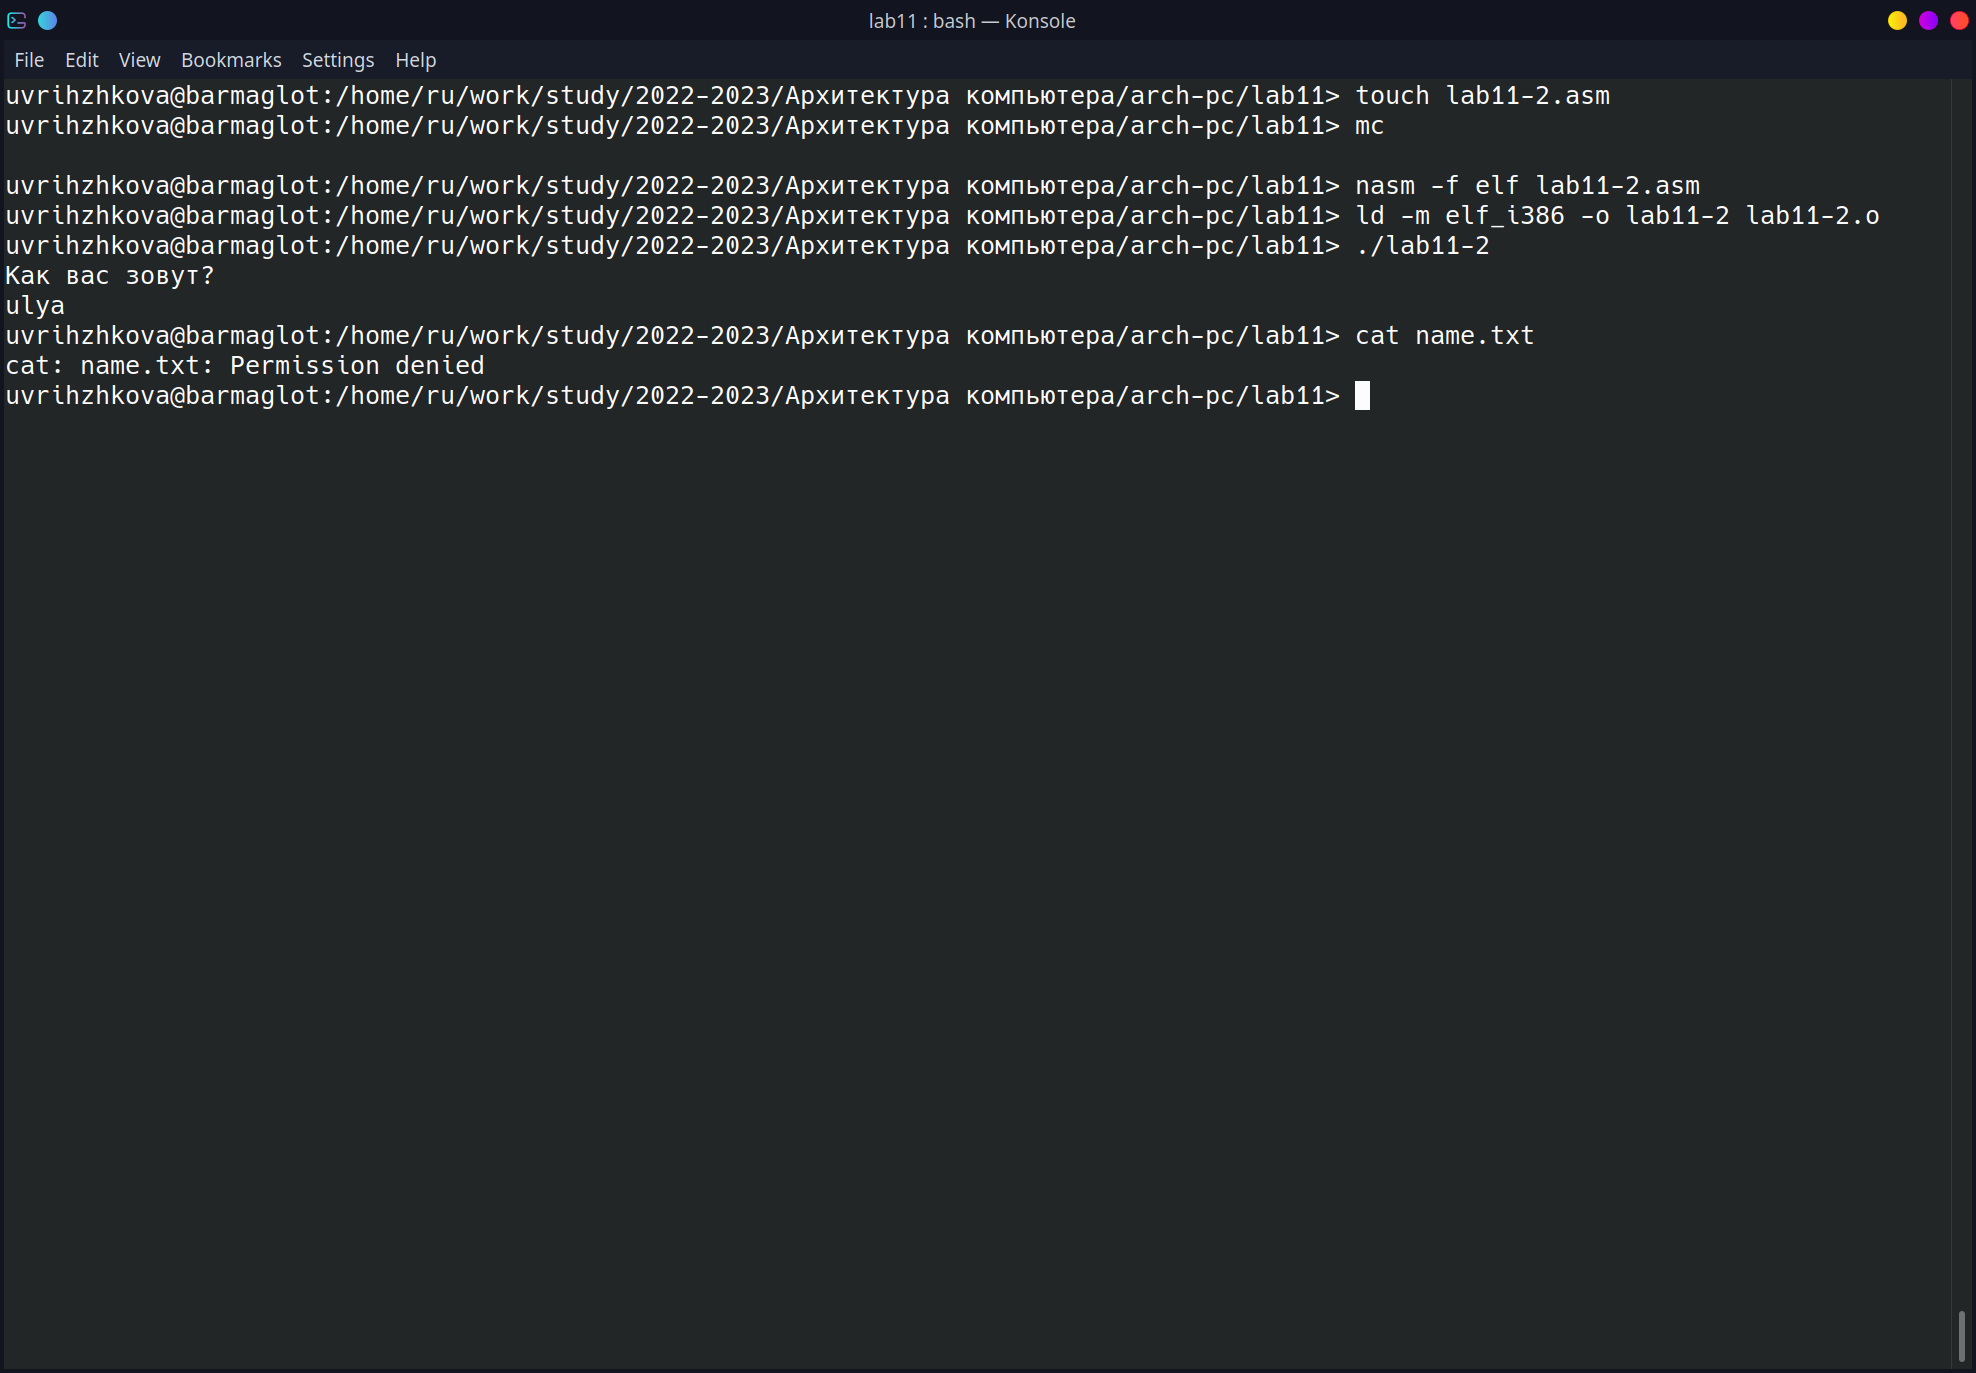 lab11 : bash — Konsole
File Edit View Bookmarks Settings Help
uvrihzhkova@barmaglot:/home/ru/work/study/2022-2023/Архитектура компьютера/arch-pc/lab11> touch lab11-2.asm
uvrihzhkova@barmaglot:/home/ru/work/study/2022-2023/Архитектура компьютера/arch-pc/lab11> mc
uvrihzhkova@barmaglot:/home/ru/work/study/2022-2023/Архитектура компьютера/arch-pc/lab11> nasm -f elf lab11-2.asm
uvrihzhkova@barmaglot:/home/ru/work/study/2022-2023/Архитектура компьютера/arch-pc/lab11> ld -m elf_i386 -o lab11-2 lab11-2.o
uvrihzhkova@barmaglot:/home/ru/work/study/2022-2023/Архитектура компьютера/arch-pc/lab11> ./lab11-2
Как вас зовут?
ulya
uvrihzhkova@barmaglot:/home/ru/work/study/2022-2023/Архитектура компьютера/arch-pc/lab11> cat name.txt
cat: name.txt: Permission denied
uvrihzhkova@barmaglot:/home/ru/work/study/2022-2023/Архитектура компьютера/arch-pc/lab11>